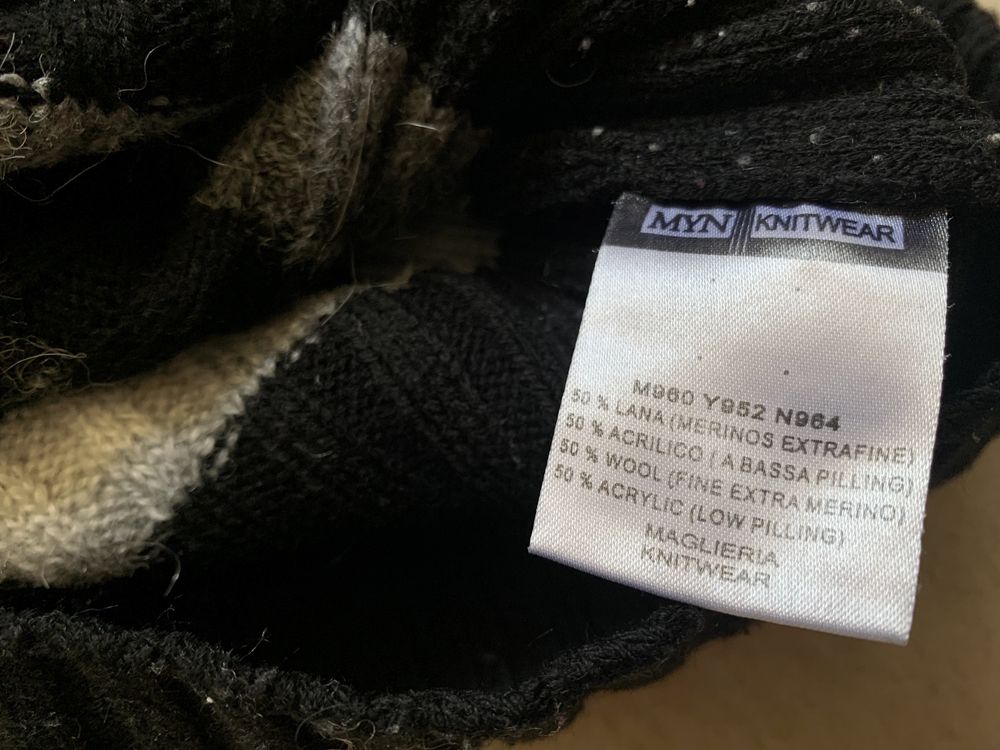 MYN KNITWEAR
M960 Y952 N964
50 % LANA (MERINOS EXTRAFINE)
50 % ACRILICO ( A BASSA PILLING)
50 % WOOL (FINE EXTRA MERINO)
50 % ACRYLIC (LOW PILLING)
MAGLIERIA
KNITWEAR